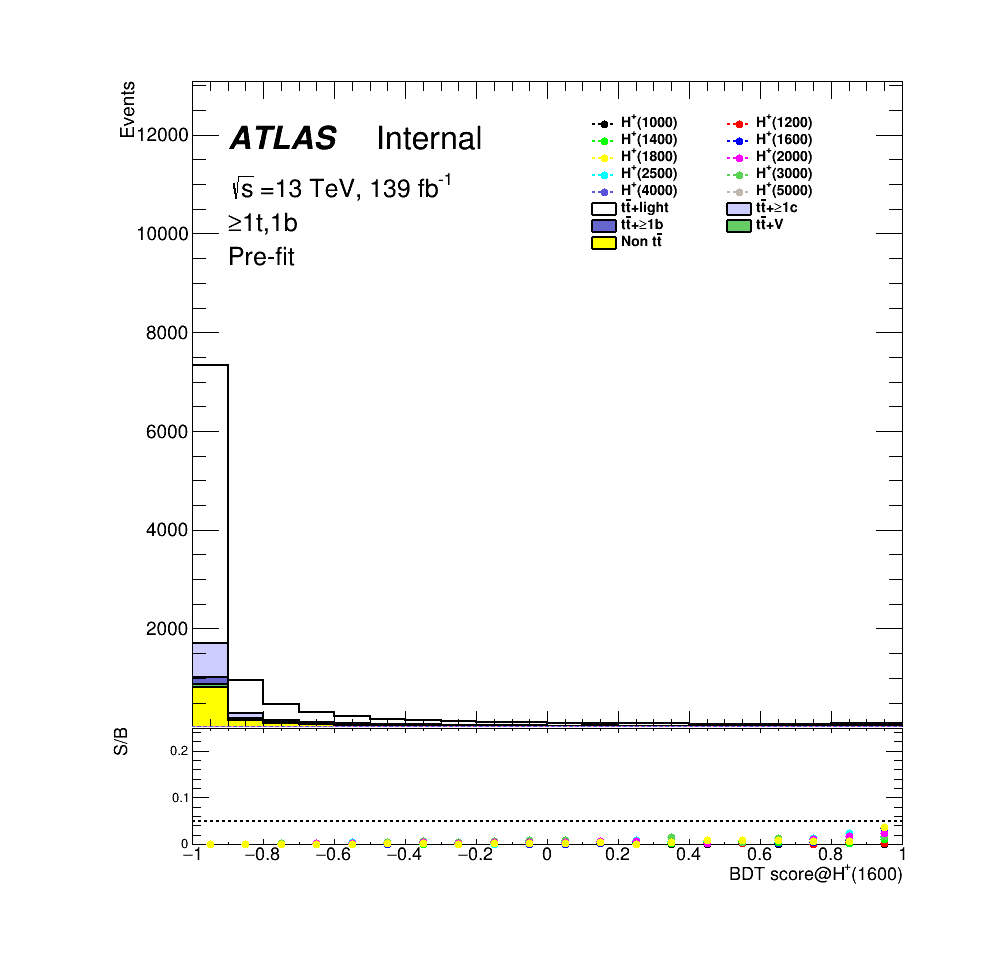 Events
12000
10000
8000
6000
4000
2000
ATLAS Internal
√s =13 TeV, 139 fb⁻¹
≥1t,1b
Pre-fit
H⁺(1000) H⁺(1200)
H⁺(1400) H⁺(1600)
H⁺(1800) H⁺(2000)
H⁺(2500) H⁺(3000)
H⁺(4000) H⁺(5000)
tt̄+light tt̄+≥1c
tt̄+≥1b tt̄+V
Non tt̄
S/B
0.2
0.1
0
−1 −0.8 −0.6 −0.4 −0.2 0 0.2 0.4 0.6 0.8 1
BDT score@H⁺(1600)